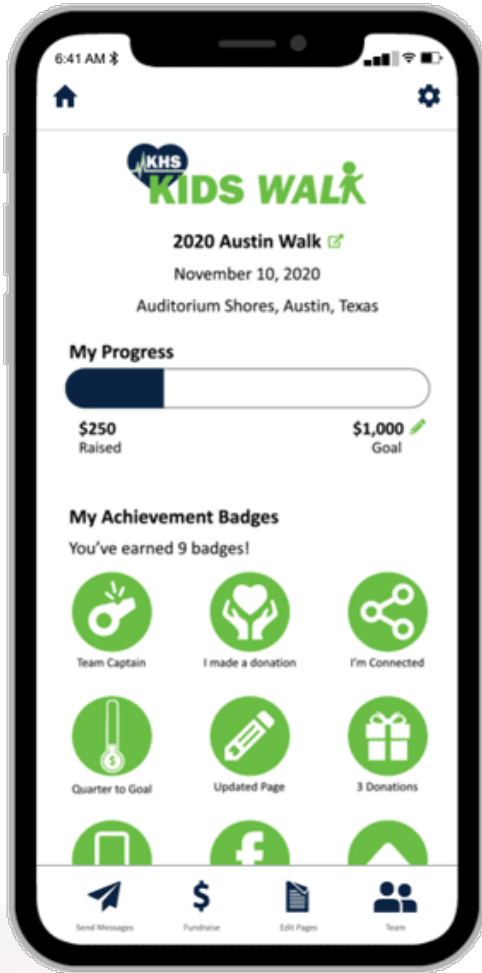 6:41 AM
KHS
KIDS WALK
2020 Austin Walk
November 10, 2020
Auditorium Shores, Austin, Texas
My Progress
$250 $1,000
Raised Goal
My Achievement Badges
You've earned 9 badges!
Team Captain I made a donation I'm Connected
$
Quarter to Goal Updated Page 3 Donations
f
$
Send Messages Fundraise Edit Pages Team